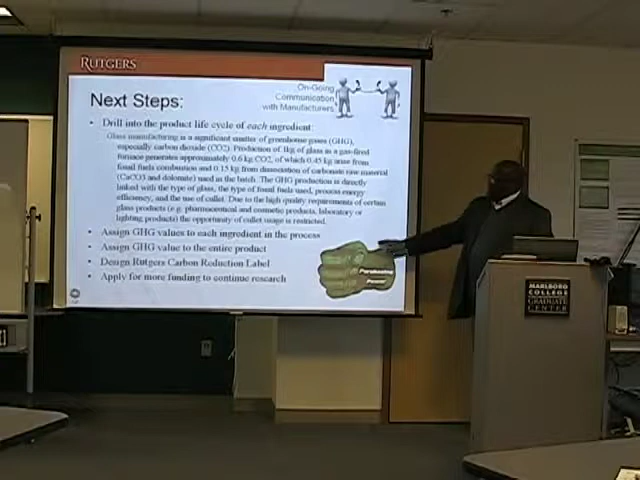 RUTGERS
On-Going
Communication
with Manufacturers
Next Steps:
• Drill into the product life cycle of each ingredient:
Glass manufacturing is a significant emitter of greenhouse gases (GHG),
especially carbon dioxide (CO2). Production of 1kg of glass in a gas-fired
furnace generates approximately 0.6 kg CO2, of which 0.45 kg arise from
fossil fuels combustion and 0.15 kg from dissociation of carbonate raw material
(CaCO3 and dolomite) used in the batch. The GHG production is directly
linked with the type of glass, the type of fossil fuels used, process energy
efficiency, and the use of cullet. Due to the high quality requirements of certain
glass products (e.g. pharmaceutical and cosmetic products, laboratory or
lighting products) the opportunity of cullet usage is restricted.
• Assign GHG values to each ingredient in the process
• Assign GHG value to the entire product
• Design Rutgers Carbon Reduction Label
• Apply for more funding to continue research
Purchasing
Power
MARLBORO
COLLEGE
GRADUATE
CENTER